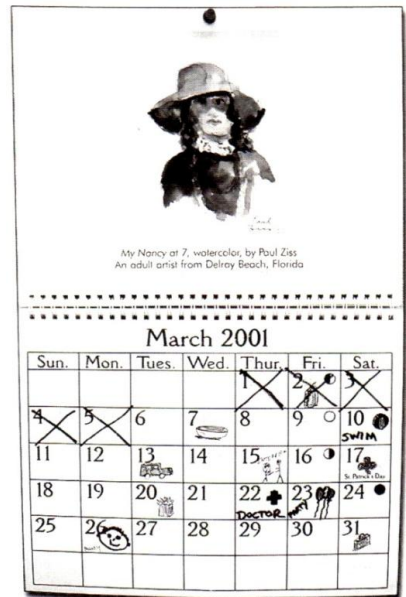 My Nancy at 7, watercolor, by Paul Ziss
An adult artist from Delray Beach, Florida
March 2001
Sun. Mon. Tues. Wed. Thur. Fri. Sat.
1 2 3
4 5 6 7 8 9 10
SWIM
11 12 13 14 15 16 17
St. Patrick's Day
18 19 20 21 22 23 24
DOCTOR PARTY
25 26 27 28 29 30 31